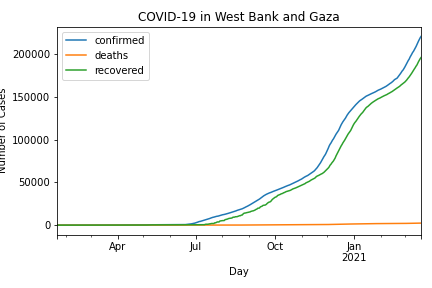 COVID-19 in West Bank and Gaza
confirmed
deaths
recovered
Number of Cases
200000
150000
100000
50000
0
Apr
Jul
Oct
Jan
2021
Day